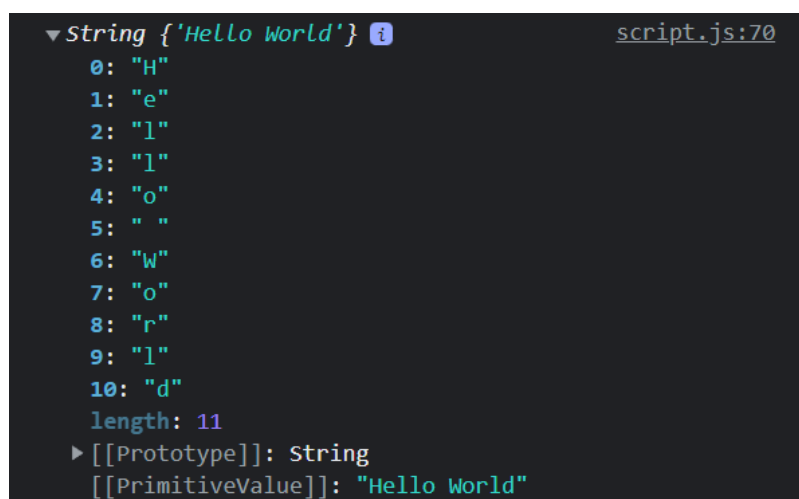 ▼String {'Hello World'} i script.js:70
0: "H"
1: "e"
2: "l"
3: "l"
4: "o"
5: " "
6: "W"
7: "o"
8: "r"
9: "l"
10: "d"
length: 11
▶[[Prototype]]: String
[[PrimitiveValue]]: "Hello World"